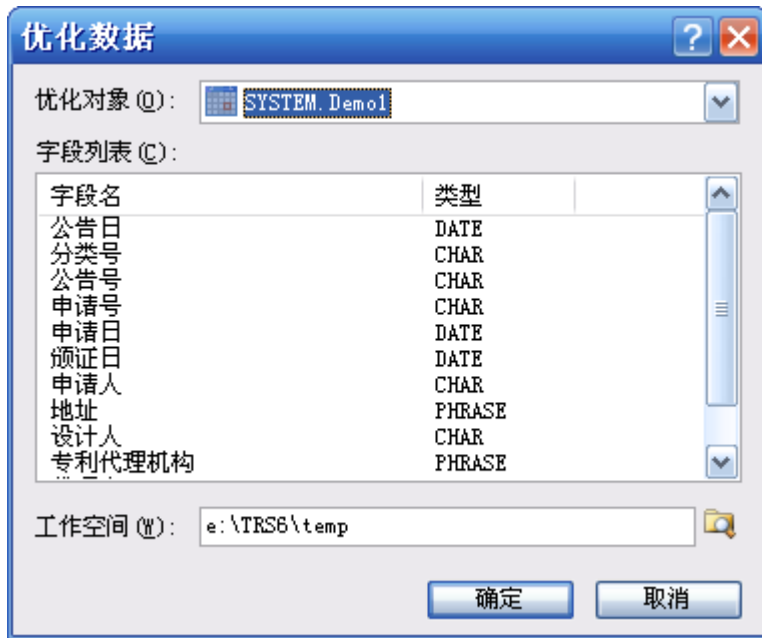 优化数据
优化对象(O): SYSTEM.Demo1
字段列表(C):
字段名 类型
公告日 DATE
分类号 CHAR
公告号 CHAR
申请号 CHAR
申请日 DATE
颁证日 DATE
申请人 CHAR
地址 PHRASE
设计人 CHAR
专利代理机构 PHRASE
工作空间(W): e:\TRS6\temp
确定 取消